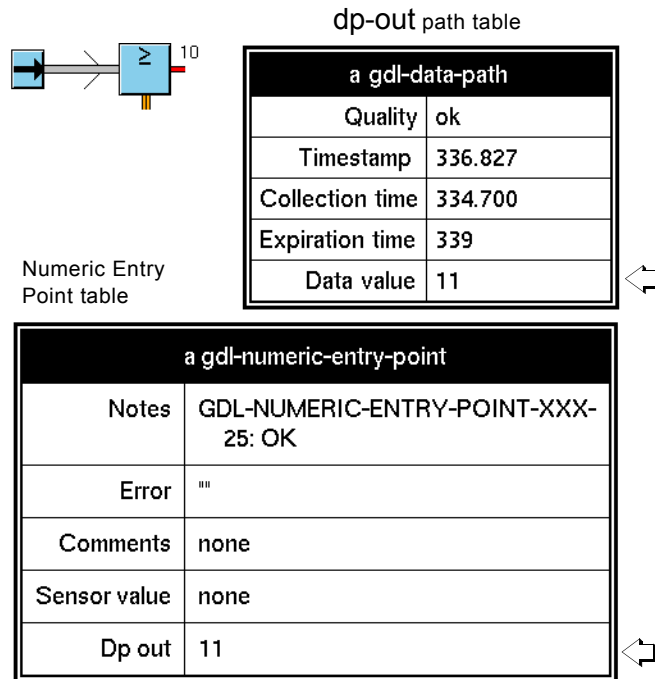 dp-out path table
≥ 10
a gdl-data-path
Quality ok
Timestamp 336.827
Collection time 334.700
Expiration time 339
Data value 11
Numeric Entry
Point table
a gdl-numeric-entry-point
Notes GDL-NUMERIC-ENTRY-POINT-XXX-
25: OK
Error ""
Comments none
Sensor value none
Dp out 11